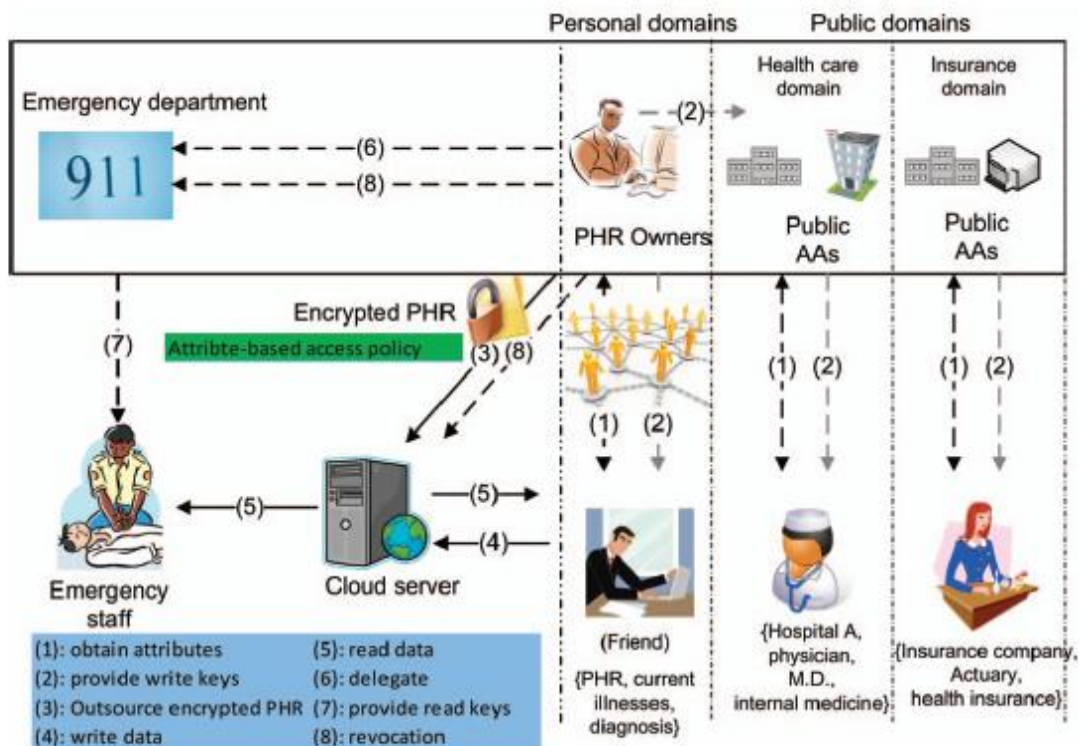 Personal domains
Public domains
Emergency department
911
(6)
(8)
(2)
PHR Owners
Health care
domain
Public
AAs
Insurance
domain
Public
AAs
Encrypted PHR
Attribte-based access policy
(3)
(8)
(7)
(1)
(2)
(1)
(2)
(1)
(2)
(5)
(5)
(4)
Emergency
staff
Cloud server
(Friend)
{PHR, current
illnesses,
diagnosis}
{Hospital A,
physician,
M.D.,
internal medicine}
{Insurance company,
Actuary,
health insurance}
(1): obtain attributes
(2): provide write keys
(3): Outsource encrypted PHR
(4): write data
(5): read data
(6): delegate
(7): provide read keys
(8): revocation